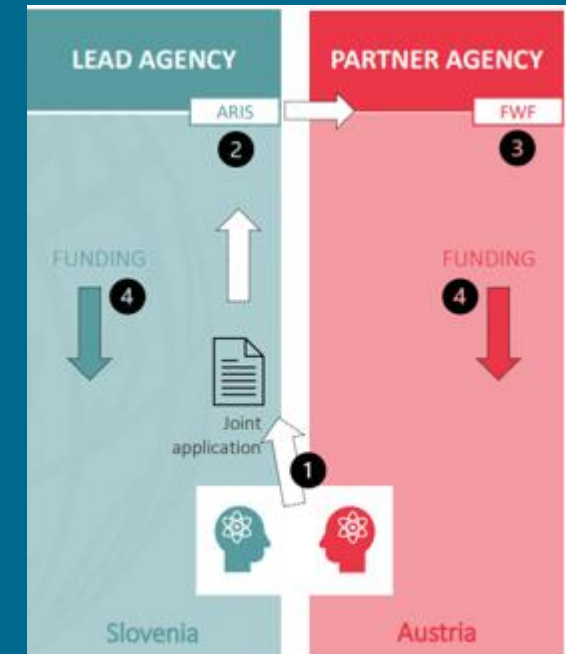 LEAD AGENCY
PARTNER AGENCY
ARIS
FWF
2
3
FUNDING
FUNDING
4
4
Joint
application
1
Slovenia
Austria